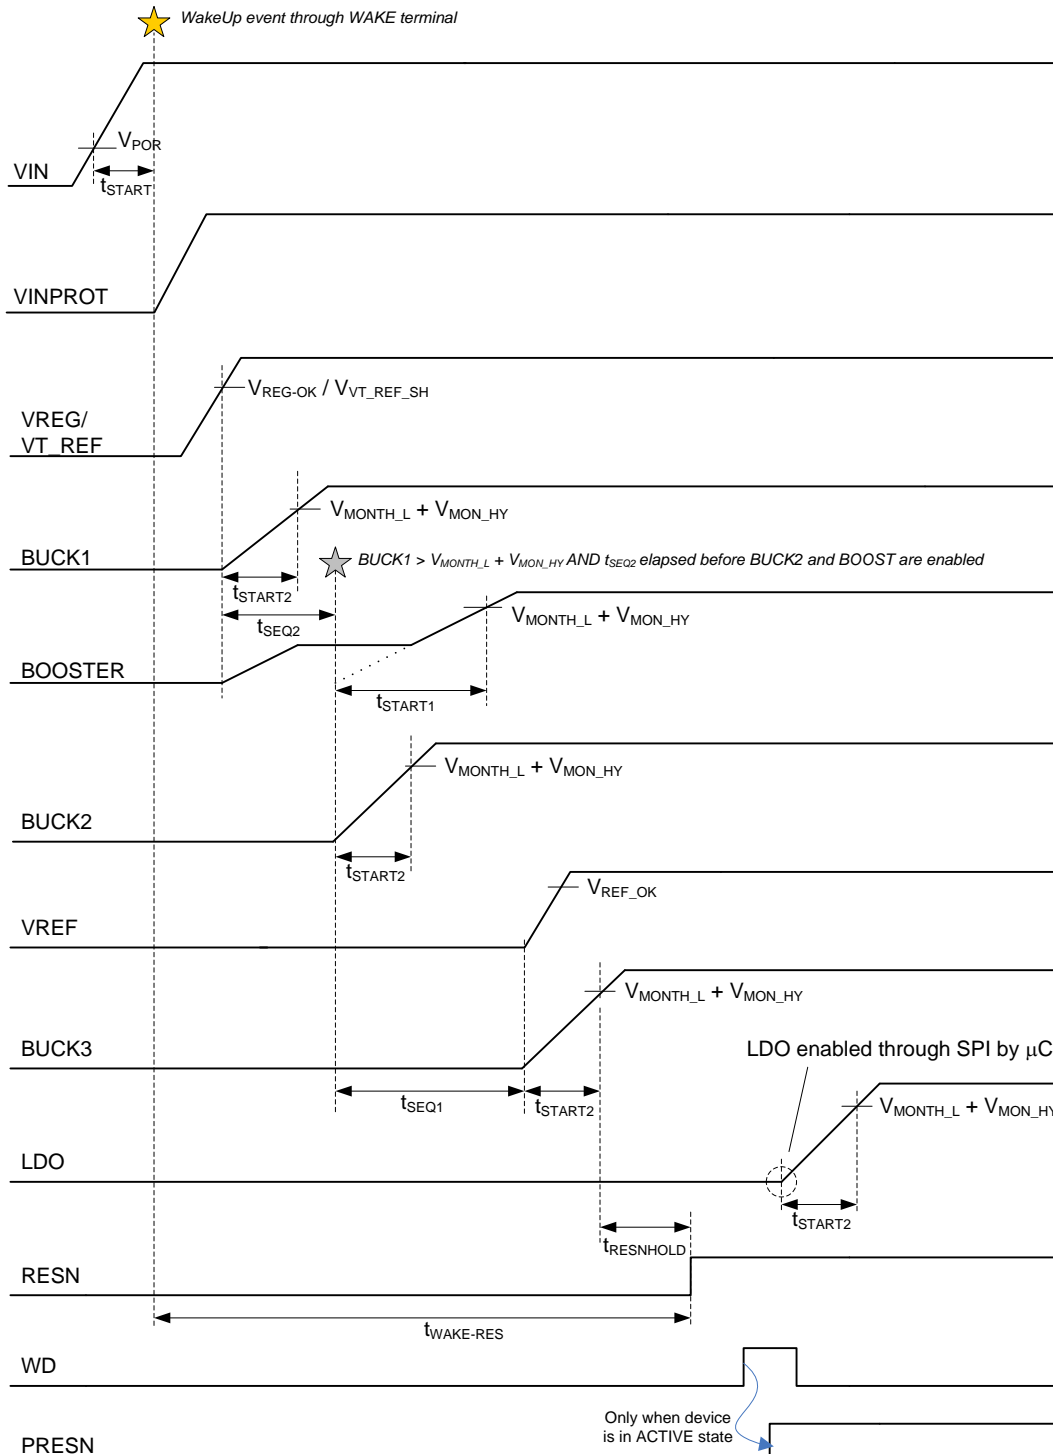 WakeUp event through WAKE terminal
VPOR
VIN
tSTART
VINPROT
VREG-OK / VVT_REF_SH
VREG/
VT_REF
VMONTH_L + VMON_HY
BUCK1
BUCK1 > VMONTH_L + VMON_HY AND tSEQ2 elapsed before BUCK2 and BOOST are enabled
tSTART2
VMONTH_L + VMON_HY
tSEQ2
BOOSTER
tSTART1
VMONTH_L + VMON_HY
BUCK2
tSTART2
VREF_OK
VREF
VMONTH_L + VMON_HY
BUCK3
LDO enabled through SPI by μC
tSEQ1
tSTART2
VMONTH_L + VMON_HY
LDO
tSTART2
tRESNHOLD
RESN
tWAKE-RES
WD
Only when device
is in ACTIVE state
PRESN